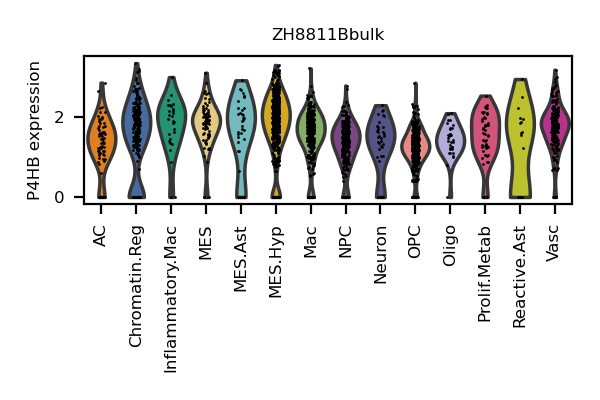 ZH8811Bbulk
P4HB expression
2
0
AC
Chromatin.Reg
Inflammatory.Mac
MES
MES.Ast
MES.Hyp
Mac
NPC
Neuron
OPC
Oligo
Prolif.Metab
Reactive.Ast
Vasc